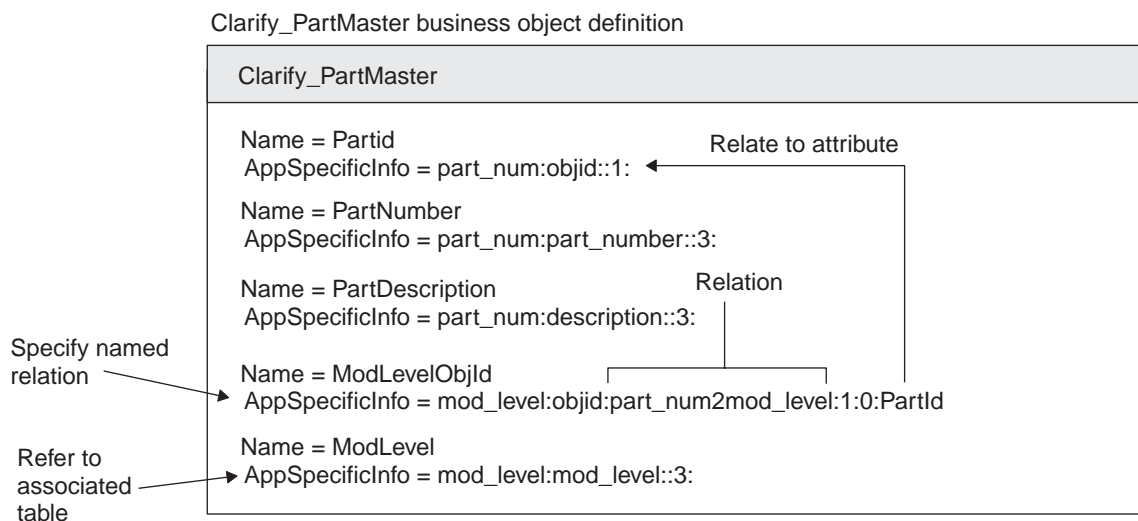 Clarify_PartMaster business object definition
Clarify_PartMaster
Name = Partid
AppSpecificInfo = part_num:objid::1:
Relate to attribute
Name = PartNumber
AppSpecificInfo = part_num:part_number::3:
Name = PartDescription
AppSpecificInfo = part_num:description::3:
Relation
Specify named
relation
Name = ModLevelObjId
AppSpecificInfo = mod_level:objid:part_num2mod_level:1:0:PartId
Name = ModLevel
AppSpecificInfo = mod_level:mod_level::3:
Refer to
associated
table